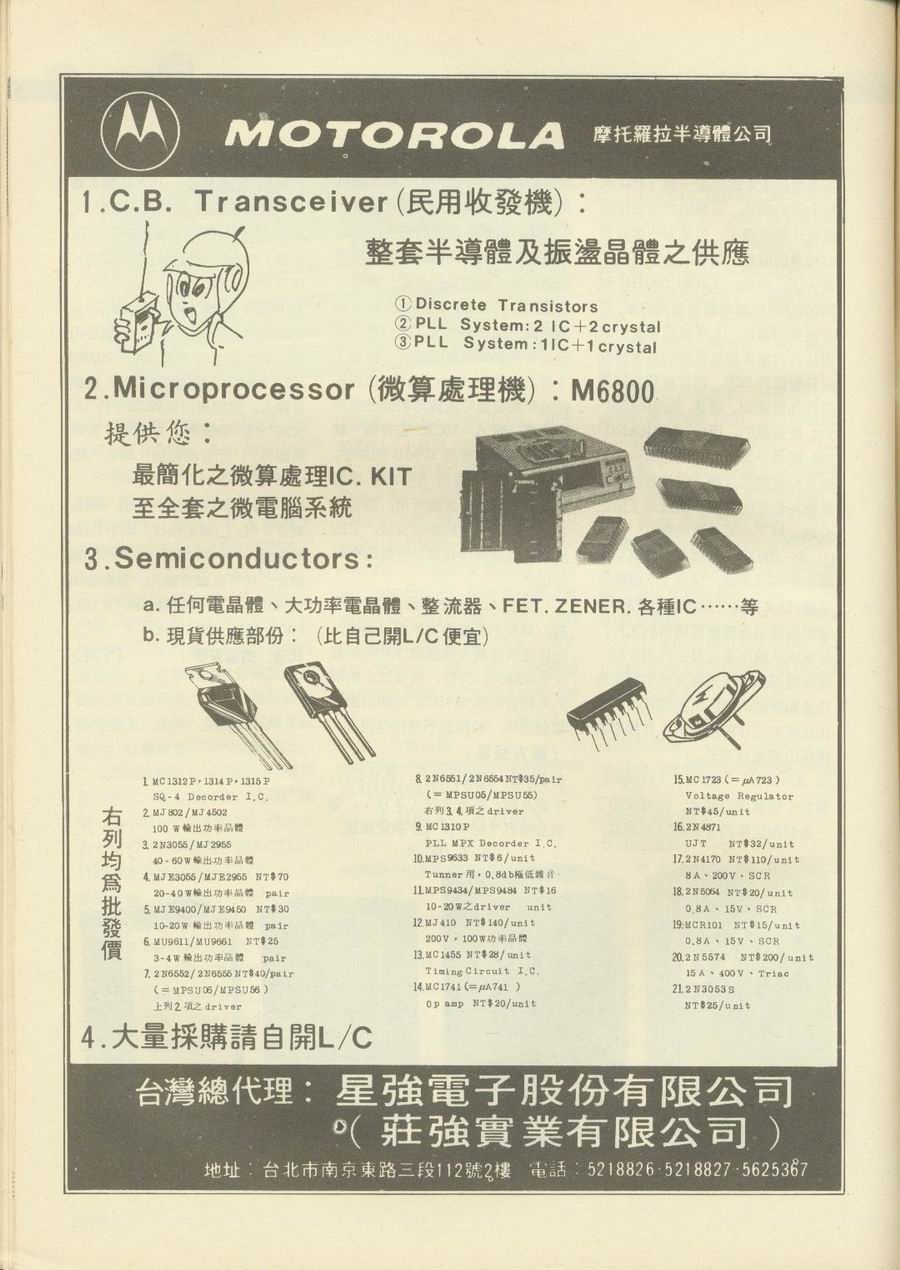 MOTOROLA 摩托羅拉半導體公司
1.C.B. Transceiver(民用收發機):
整套半導體及振盪晶體之供應
①Discrete Transistors
②PLL System:2 IC+2crystal
③PLL System:1IC+1crystal
2.Microprocessor (微算處理機):M6800
提供您:
最簡化之微算處理IC. KIT
至全套之微電腦系統
3.Semiconductors:
a. 任何電晶體、大功率電晶體、整流器、FET. ZENER. 各種IC……等
b. 現貨供應部份: (比自己開L/C便宜)
右列均為批發價
1. MC1312P,1314P,1315P
SQ-4 Decorder I.C.
2. MJ802/MJ4502
100W輸出功率晶體
3. 2N3055/MJ2955
40-60W輸出功率晶體
4. MJE3055/MJE2955 NT$70
20-40W輸出功率晶體 pair
5. MJE9400/MJE9450 NT$30
10-20W輸出功率晶體 pair
6. MU9611/MU9661 NT$25
3-4W輸出功率晶體 pair
7. 2N6552/2N6555 NT$40/pair
(=MPSU06/MPSU56)
上列2.項之driver
8. 2N6551/2N6554 NT$35/pair
(=MPSU05/MPSU55)
右列3.4.項之driver
9. MC1310P
PLL MPX Decorder I.C.
10.MPS9633 NT$6/unit
Tunner用,0.8db極低雜音
11.MPS9434/MPS9484 NT$16
10-20W之driver unit
12.MJ410 NT$140/unit
200V,100W功率晶體
13.MC1455 NT$28/unit
Timing Circuit I.C.
14.MC1741(=μA741 )
Op amp NT$20/unit
15.MC1723(=μA723)
Voltage Regulator
NT$45/unit
16.2N4871
UJT NT$32/unit
17.2N4170 NT$110/unit
8A、200V、SCR
18.2N5064 NT$20/unit
0.8A、15V、SCR
19.MCR101 NT$15/unit
0.8A、15V、SCR
20.2N5574 NT$200/unit
15A、400V、Triac
21.2N3053S
NT$25/unit
4.大量採購請自開L/C
台灣總代理: 星強電子股份有限公司
(莊強實業有限公司)
地址:台北市南京東路三段112號2樓 電話:5218826·5218827·5625367